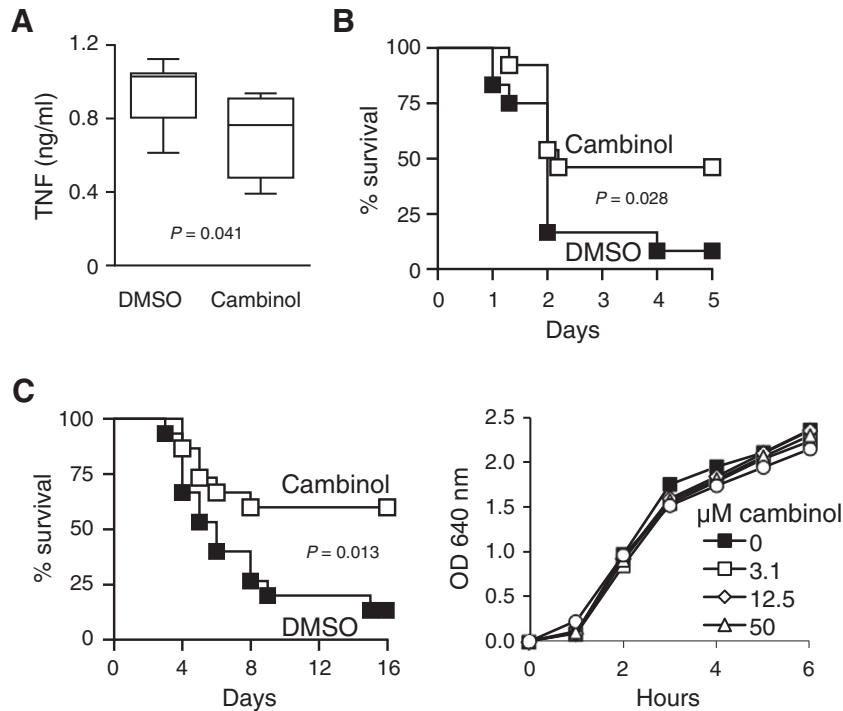 A
1.2
0.8
0.4
0
TNF (ng/ml)
P = 0.041
DMSO
Cambinol
B
100
75
50
25
0
% survival
Cambinol
P = 0.028
DMSO
0 1 2 3 4 5
Days
C
100
75
50
25
0
% survival
Cambinol
P = 0.013
DMSO
0 4 8 12 16
Days
2.5
2.0
1.5
1.0
0.5
0.0
OD 640 nm
µM cambinol
0
3.1
12.5
50
0 2 4 6
Hours